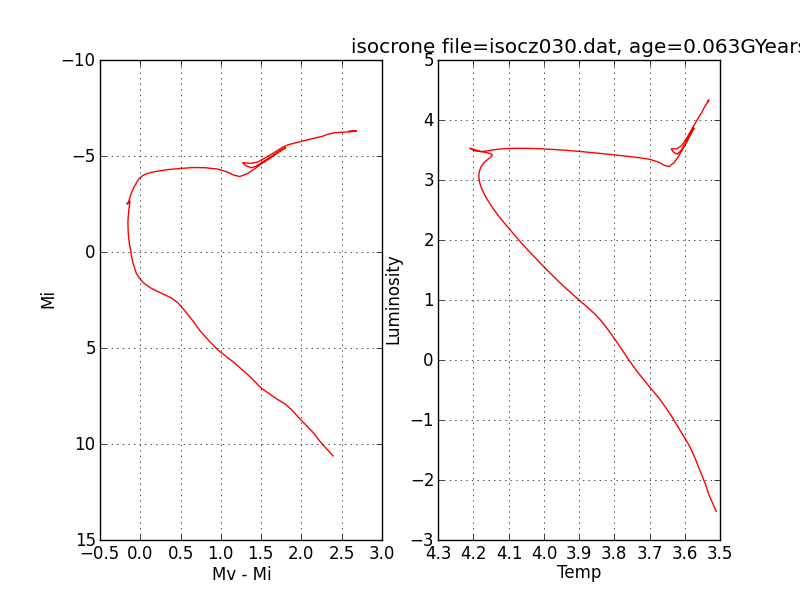 isocrone file=isocz030.dat, age=0.063GYears
−10
−5
0
5
10
15
Mi
−0.5 0.0 0.5 1.0 1.5 2.0 2.5 3.0
Mv - Mi
5
4
3
2
1
0
−1
−2
−3
Luminosity
4.3 4.2 4.1 4.0 3.9 3.8 3.7 3.6 3.5
Temp